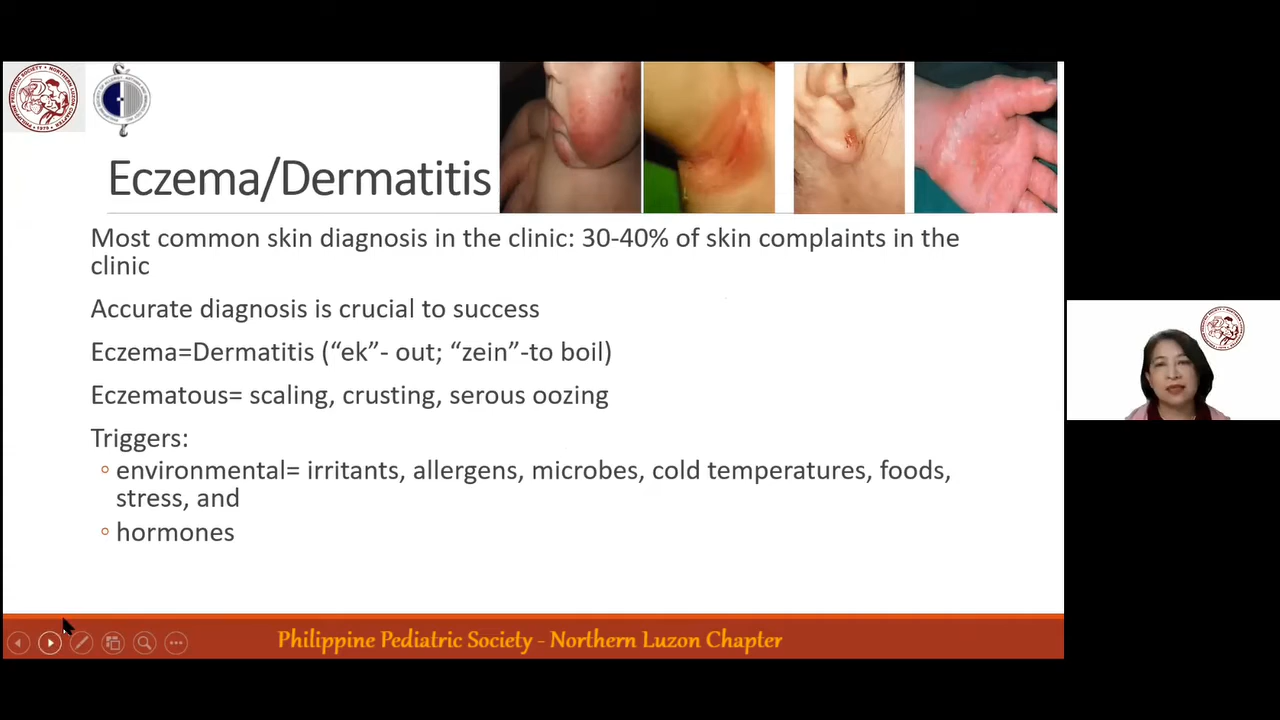 Eczema/Dermatitis
Most common skin diagnosis in the clinic: 30-40% of skin complaints in the
clinic
Accurate diagnosis is crucial to success
Eczema=Dermatitis (“ek”- out; “zein”-to boil)
Eczematous= scaling, crusting, serous oozing
Triggers:
◦ environmental= irritants, allergens, microbes, cold temperatures, foods,
stress, and
◦ hormones
Philippine Pediatric Society - Northern Luzon Chapter